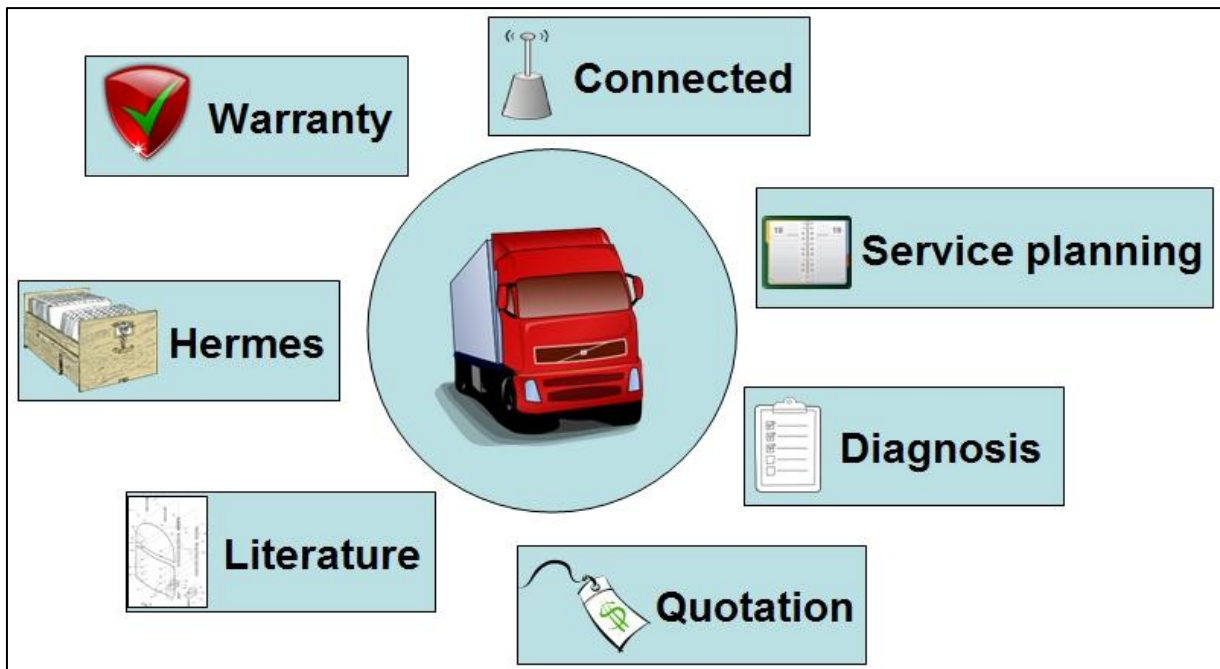 Connected
Warranty
Service planning
Hermes
Diagnosis
Literature
Quotation